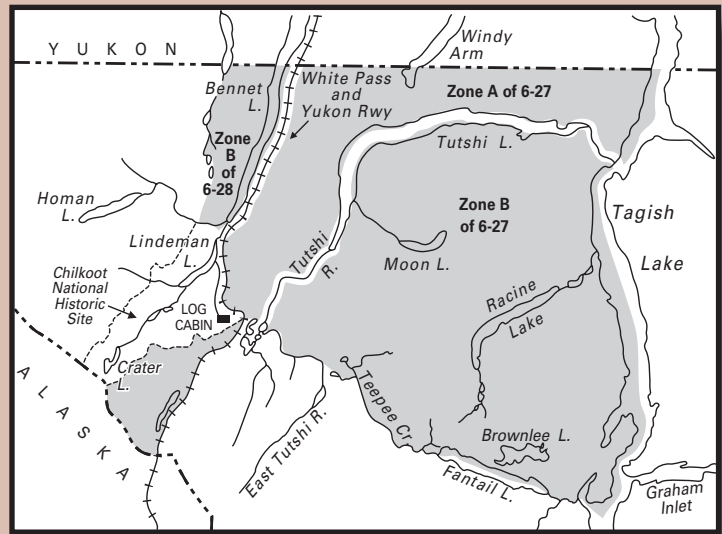 YUKON
Windy
Arm
Bennet
L.
White Pass
and
Yukon Rwy
Zone A of 6-27
Zone
B
of
6-28
Tutshi L.
Homan
L.
Zone B
of 6-27
Tagish
Lake
Lindeman
L.
Tutshi
R.
Moon L.
Chilkoot
National
Historic
Site
Racine
Lake
LOG
CABIN
Crater
L.
ALASKA
Teepee Cr.
East Tutshi R.
Brownlee L.
Fantail L.
Graham
Inlet